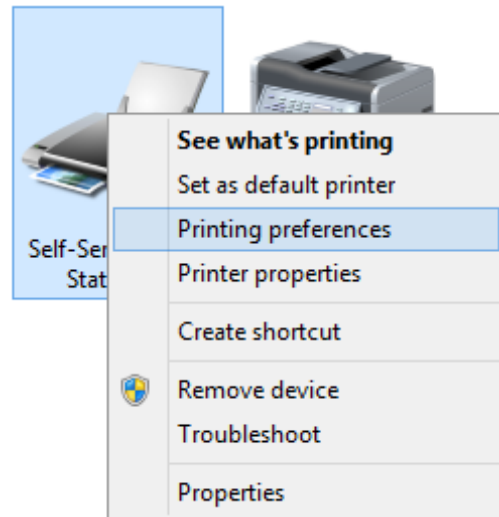 See what's printing
Set as default printer
Printing preferences
Self-Ser
Printer properties
Stat
Create shortcut
Remove device
Troubleshoot
Properties